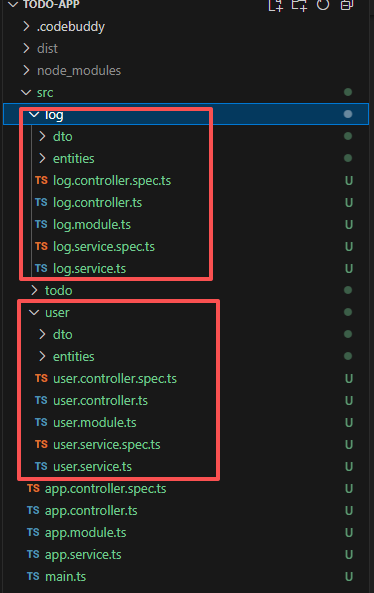 TODO-APP
.codebuddy
dist
node_modules
src
log
dto
entities
TS log.controller.spec.ts U
TS log.controller.ts U
TS log.module.ts U
TS log.service.spec.ts U
TS log.service.ts U
todo
user
dto
entities
TS user.controller.spec.ts U
TS user.controller.ts U
TS user.module.ts U
TS user.service.spec.ts U
TS user.service.ts U
TS app.controller.spec.ts U
TS app.controller.ts U
TS app.module.ts U
TS app.service.ts U
TS main.ts U